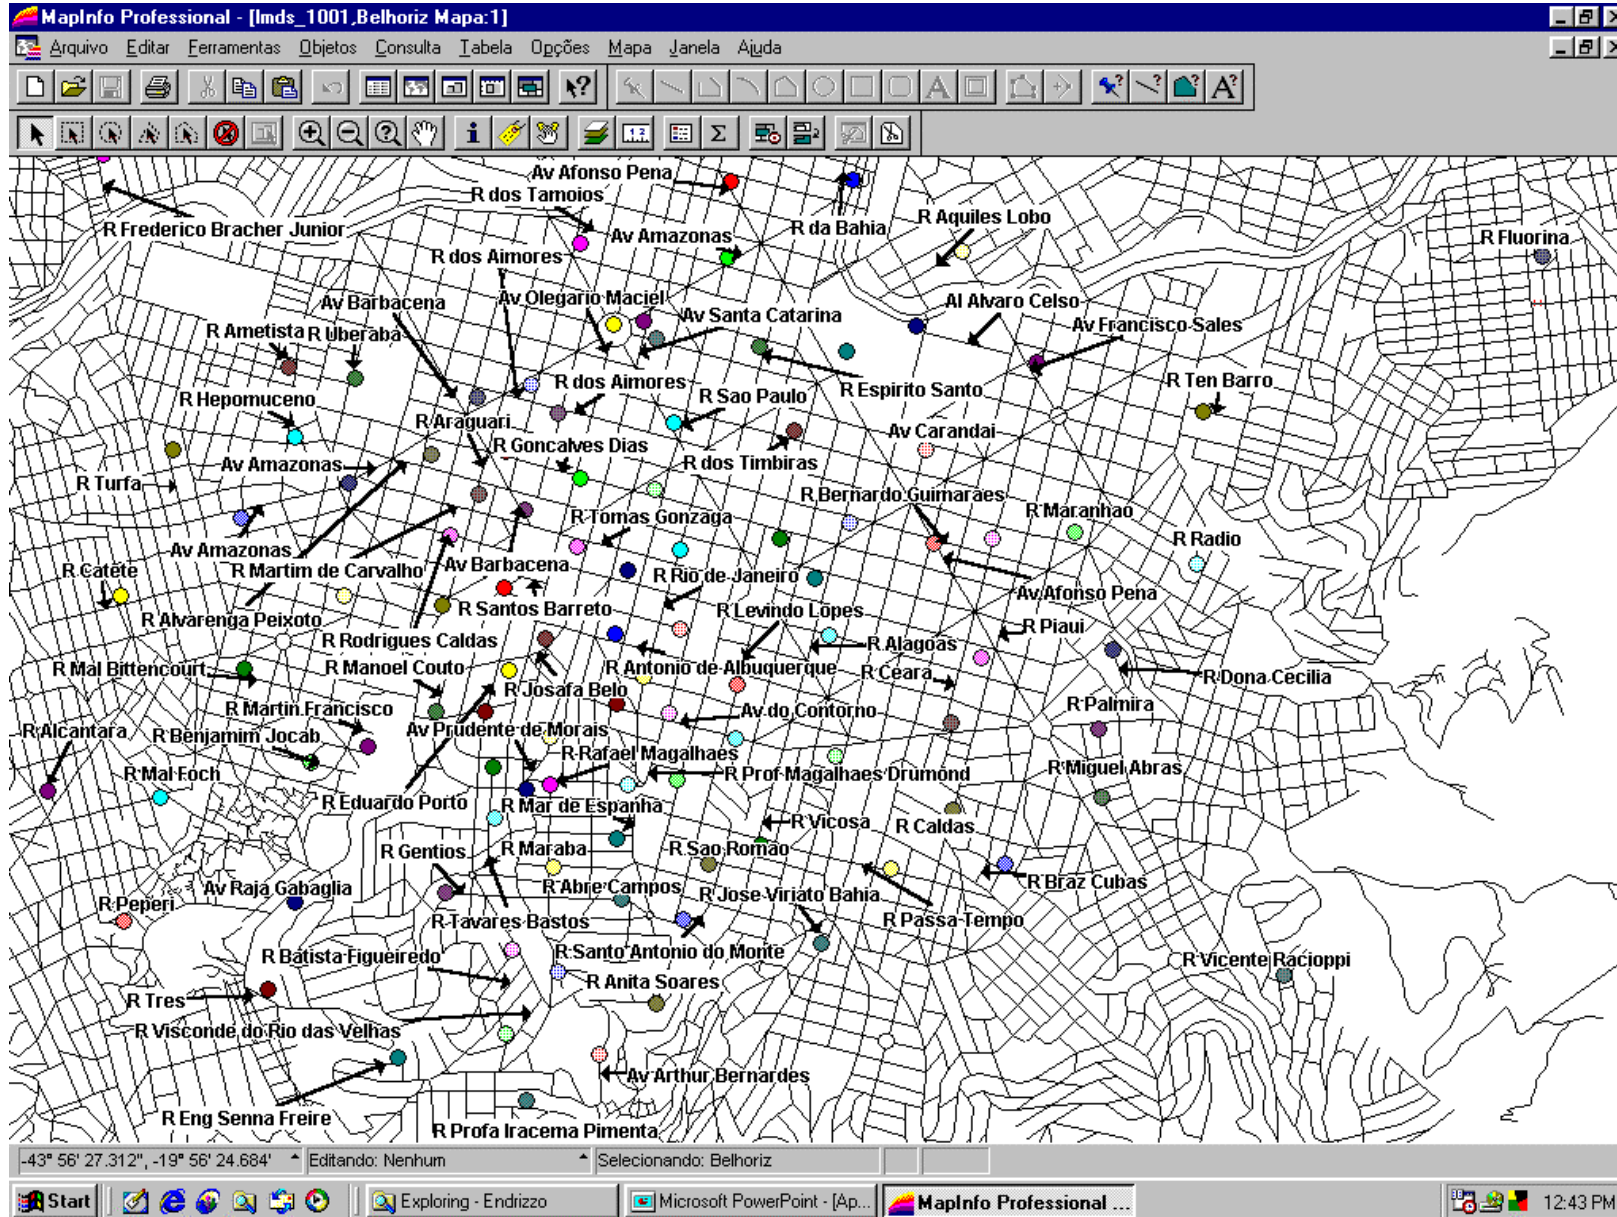 MapInfo Professional - [lmds_1001,Belhoriz Mapa:1]
Arquivo Editar Ferramentas Objetos Consulta Tabela Opções Mapa Janela Ajuda
Av Afonso Pena
R dos Tamoios
R Frederico Bracher Junior
Av Amazonas
R da Bahia
R Aquiles Lobo
R Fluorina
R dos Aimores
Av Barbacena
Av Olegario Maciel
Av Santa Catarina
Al Alvaro Celso
Av Francisco Sales
R Ametista
R Uberaba
R dos Aimores
R Espirito Santo
R Ten Barro
R Hepomuceno
R Sao Paulo
R Araguari
R Goncalves Dias
Av Carandai
Av Amazonas
R dos Timbiras
R Turfa
R Bernardo Guimaraes
R Tomas Gonzaga
R Maranhao
R Radio
Av Amazonas
R Catete
R Martim de Carvalho
Av Barbacena
R Rio de Janeiro
Av Afonso Pena
R Alvarenga Peixoto
R Santos Barreto
R Levindo Lopes
R Piaui
R Rodrigues Caldas
R Alagoas
R Mal Bittencourt
R Manoel Couto
R Antonio de Albuquerque
R Ceara
R Dona Cecilia
R Josafa Belo
R Martin Francisco
Av do Contorno
R Palmira
R Alcantara
R Benjamim Jocab
Av Prudente de Morais
R Rafael Magalhaes
R Mal Foch
R Prof Magalhaes Drumond
R Miguel Abras
R Eduardo Porto
R Mar de Espanha
R Vicosa
R Caldas
R Gentios
R Maraba
R Sao Romao
Av Raja Gabaglia
R Abre Campos
R Jose Viriato Bahia
R Braz Cubas
R Peperi
R Tavares Bastos
R Passa Tempo
R Batista Figueiredo
R Santo Antonio do Monte
R Vicente Racioppi
R Anita Soares
R Tres
R Visconde do Rio das Velhas
Av Arthur Bernardes
R Eng Senna Freire
R Profa Iracema Pimenta
-43° 56' 27.312", -19° 56' 24.684' Editando: Nenhum Selecionando: Belhoriz
Start Exploring - Endrizzo Microsoft PowerPoint - [Ap... MapInfo Professional ... 12:43 PM